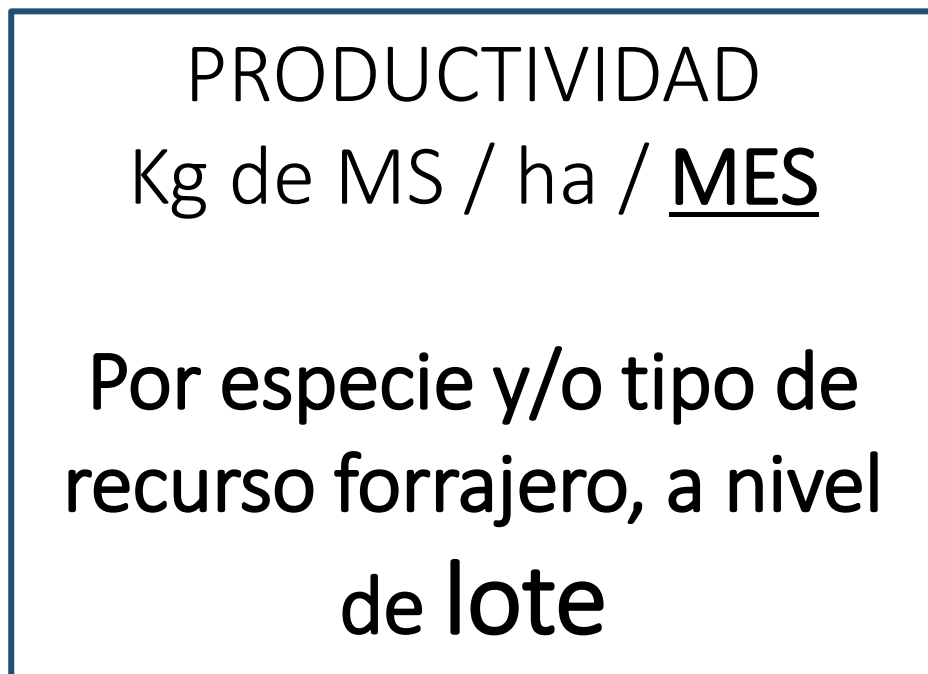 PRODUCTIVIDAD
Kg de MS / ha / MES
Por especie y/o tipo de
recurso forrajero, a nivel
de lote